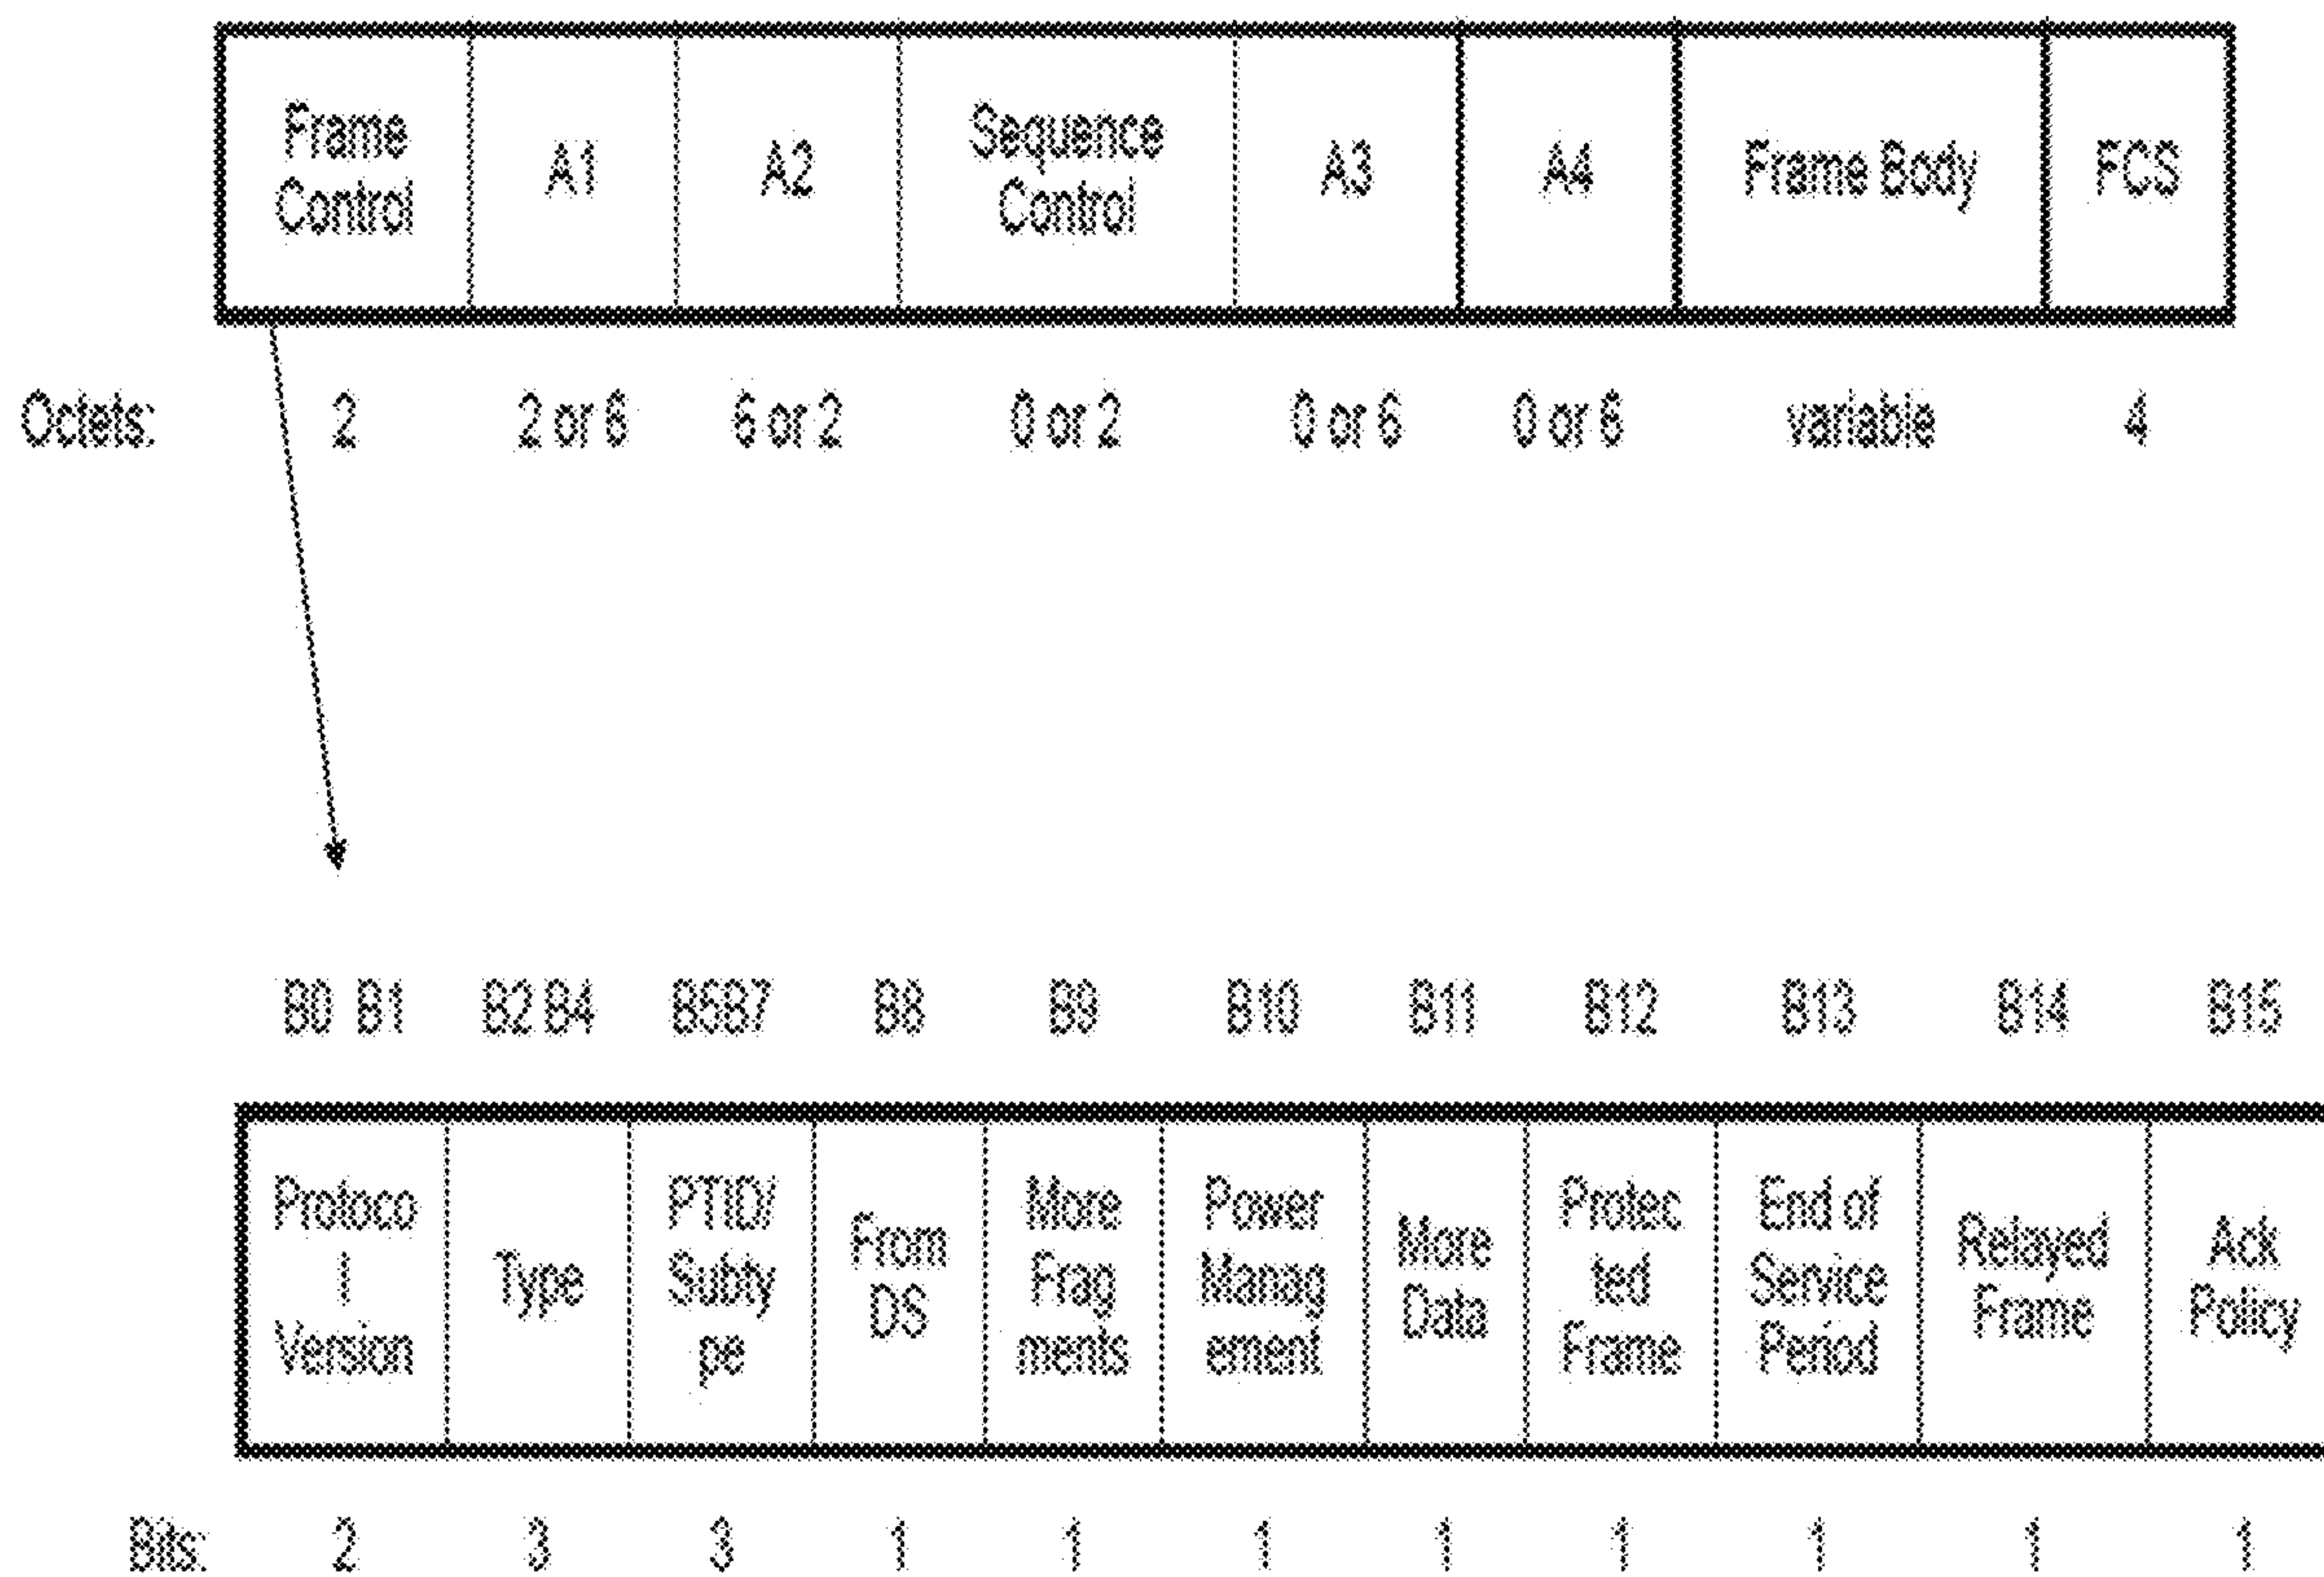 Frame
Control
A1
A2
Sequence
Control
A3
A4
Frame Body
FCS
Octets: 2 2 or 6 6 or 2 0 or 2 0 or 6 0 or 6 variable 4
B0 B1 B2 B4 B5B7 B8 B9 B10 B11 B12 B13 B14 B15
Protoco
l
Version
Type
PTID/
Subty
pe
From
DS
More
Frag
ments
Power
Manag
ement
More
Data
Protec
ted
Frame
End of
Service
Period
Relayed
Frame
Ack
Policy
Bits: 2 3 3 1 1 1 1 1 1 1 1